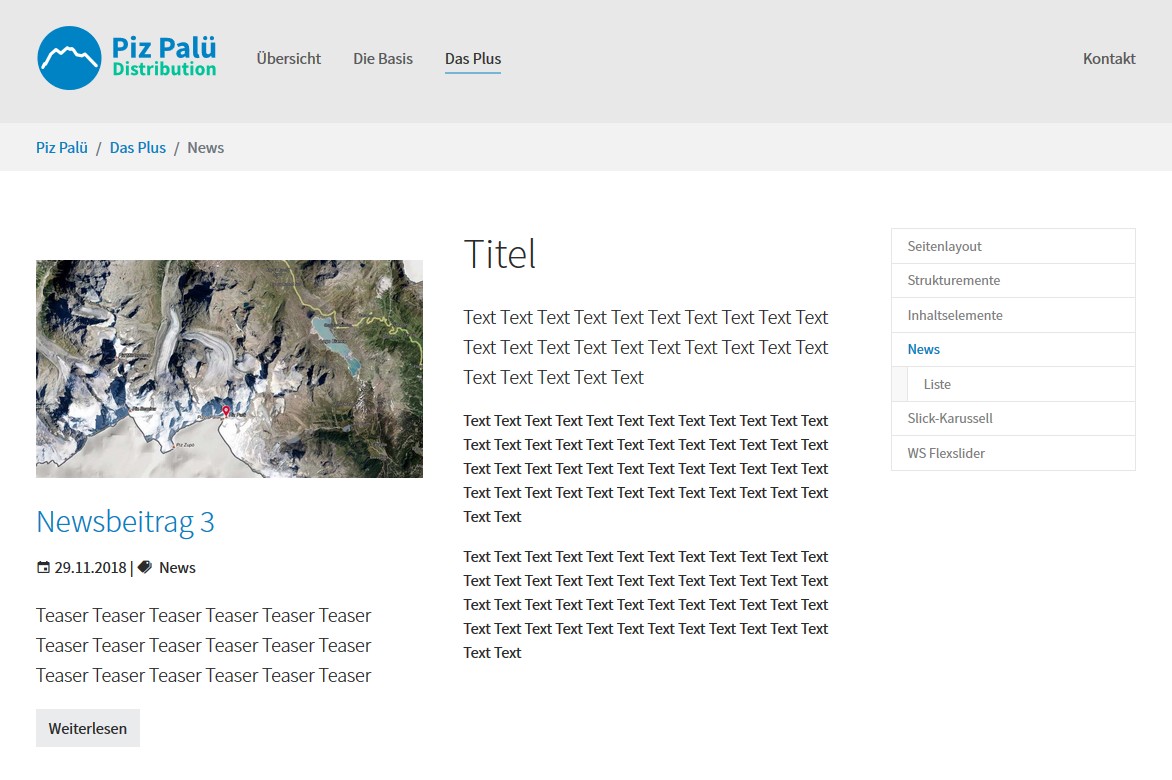 Piz Palü
Distribution
Übersicht
Die Basis
Das Plus
Kontakt
Piz Palü / Das Plus / News
Piz Zupò
Newsbeitrag 3
29.11.2018 | News
Teaser Teaser Teaser Teaser Teaser Teaser
Teaser Teaser Teaser Teaser Teaser Teaser
Teaser Teaser Teaser Teaser Teaser Teaser
Weiterlesen
Titel
Text Text Text Text Text Text Text Text Text Text
Text Text Text Text Text Text Text Text Text Text
Text Text Text Text Text
Text Text Text Text Text Text Text Text Text Text Text Text
Text Text Text Text Text Text Text Text Text Text Text Text
Text Text Text Text Text Text Text Text Text Text Text Text
Text Text Text Text Text Text Text Text Text Text Text Text
Text Text
Text Text Text Text Text Text Text Text Text Text Text Text
Text Text Text Text Text Text Text Text Text Text Text Text
Text Text Text Text Text Text Text Text Text Text Text Text
Text Text Text Text Text Text Text Text Text Text Text Text
Text Text
Seitenlayout
Strukturemente
Inhaltselemente
News
Liste
Slick-Karussell
WS Flexslider